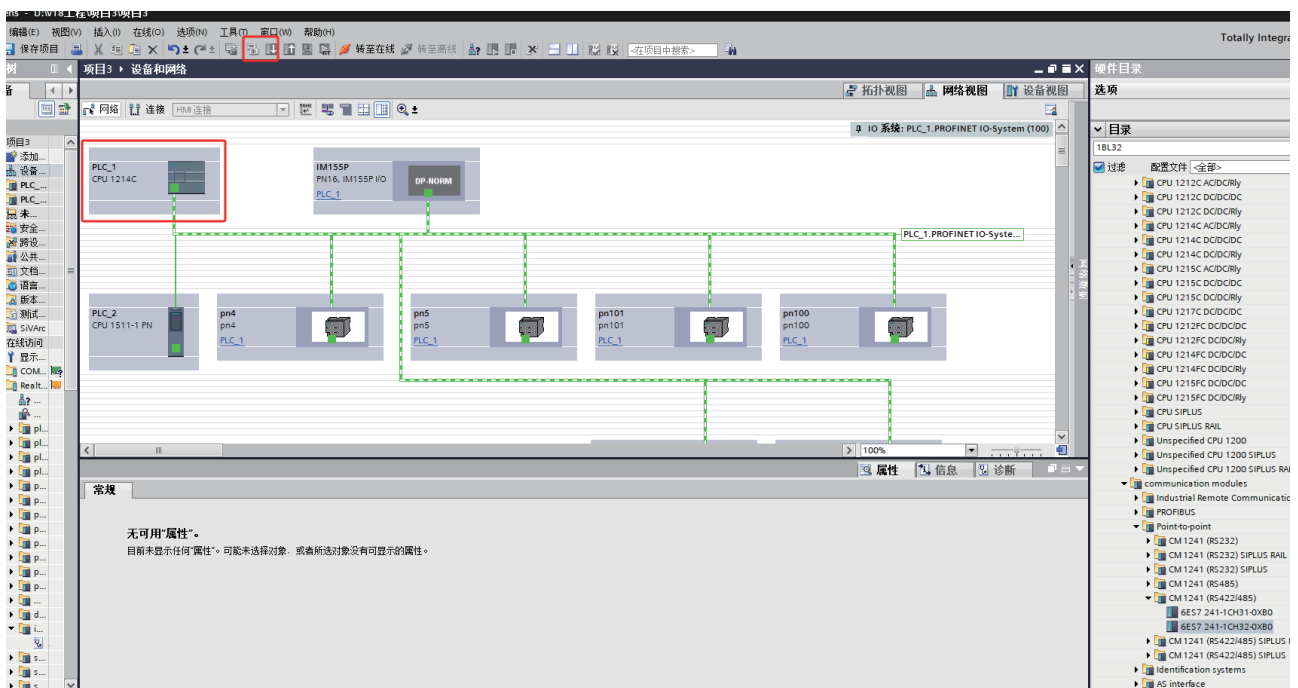 ens - D:\V18工程\项目3\项目3
编辑(E) 视图(V) 插入(I) 在线(O) 选项(N) 工具(T) 窗口(W) 帮助(H)
保存项目 转至在线 转至离线 <在项目中搜索>
Totally Integra
树
项目3 ▸ 设备和网络
硬件目录
备
拓扑视图 网络视图 设备视图
选项
网络 连接 HMI 连接
IO 系统: PLC_1.PROFINET IO-System (100)
目录
1BL32
过滤 配置文件 <全部>
项目3
添加...
设备...
PLC_...
PLC_...
未...
安全...
跨设...
公共...
文档...
语言...
版本...
测试...
SiVArc
在线访问
显示...
COM...
Realt...
? ...
...
pl...
pl...
pl...
pl...
p...
p...
p...
p...
p...
p...
p...
p...
...
d...
i...
s...
s...
s...
PLC_1
CPU 1214C
IM155P
PN16, IM155P I/O
PLC_1
DP-NORM
PLC_1.PROFINET IO-Syste...
PLC_2
CPU 1511-1 PN
pn4
pn4
PLC_1
pn5
pn5
PLC_1
pn101
pn101
PLC_1
pn100
pn100
PLC_1
100%
属性 信息 诊断
常规
无可用“属性”。
目前未显示任何“属性”。可能未选择对象，或者所选对象没有可显示的属性。
CPU 1212C AC/DC/Rly
CPU 1212C DC/DC/DC
CPU 1212C DC/DC/Rly
CPU 1214C AC/DC/Rly
CPU 1214C DC/DC/DC
CPU 1214C DC/DC/Rly
CPU 1215C AC/DC/Rly
CPU 1215C DC/DC/DC
CPU 1215C DC/DC/Rly
CPU 1217C DC/DC/DC
CPU 1212FC DC/DC/DC
CPU 1212FC DC/DC/Rly
CPU 1214FC DC/DC/DC
CPU 1214FC DC/DC/Rly
CPU 1215FC DC/DC/DC
CPU 1215FC DC/DC/Rly
CPU SIPLUS
CPU SIPLUS RAIL
Unspecified CPU 1200
Unspecified CPU 1200 SIPLUS
Unspecified CPU 1200 SIPLUS RAI
communication modules
Industrial Remote Communicatio
PROFIBUS
Point-to-point
CM 1241 (RS232)
CM 1241 (RS232) SIPLUS RAIL
CM 1241 (RS232) SIPLUS
CM 1241 (RS485)
CM 1241 (RS422/485)
6ES7 241-1CH31-0XB0
6ES7 241-1CH32-0XB0
CM 1241 (RS422/485) SIPLUS
CM 1241 (RS422/485) SIPLUS
Identification systems
AS interface